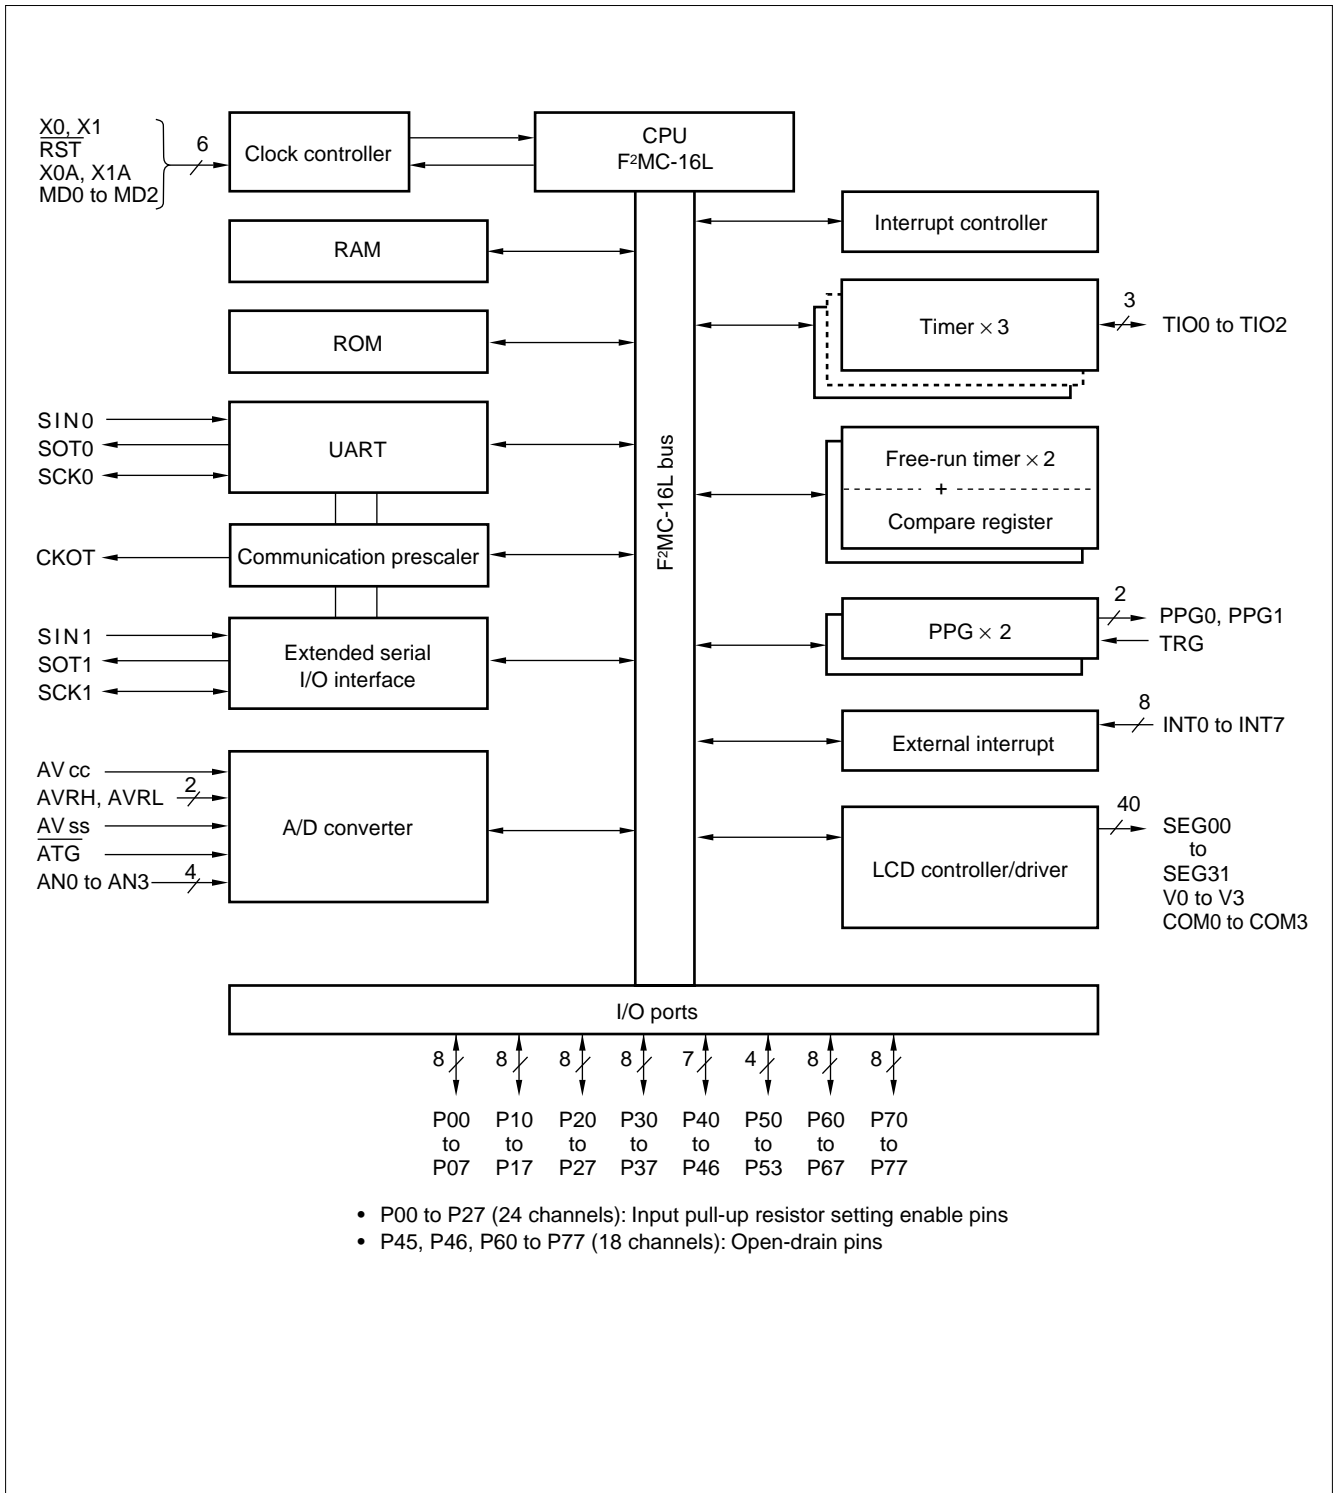 X0, X1
RST
X0A, X1A
MD0 to MD2
6
Clock controller
CPU
F²MC-16L
RAM
ROM
SIN0
SOT0
SCK0
UART
CKOT
Communication prescaler
SIN1
SOT1
SCK1
Extended serial
I/O interface
AVcc
AVRH, AVRL
2
AVss
ATG
AN0 to AN3
4
A/D converter
F²MC-16L bus
Interrupt controller
Timer × 3
3
TIO0 to TIO2
Free-run timer × 2
+
Compare register
PPG × 2
2
PPG0, PPG1
TRG
External interrupt
8
INT0 to INT7
LCD controller/driver
40
SEG00
to
SEG31
V0 to V3
COM0 to COM3
I/O ports
8 8 8 8 7 4 8 8
P00 P10 P20 P30 P40 P50 P60 P70
to to to to to to to to
P07 P17 P27 P37 P46 P53 P67 P77
• P00 to P27 (24 channels): Input pull-up resistor setting enable pins
• P45, P46, P60 to P77 (18 channels): Open-drain pins